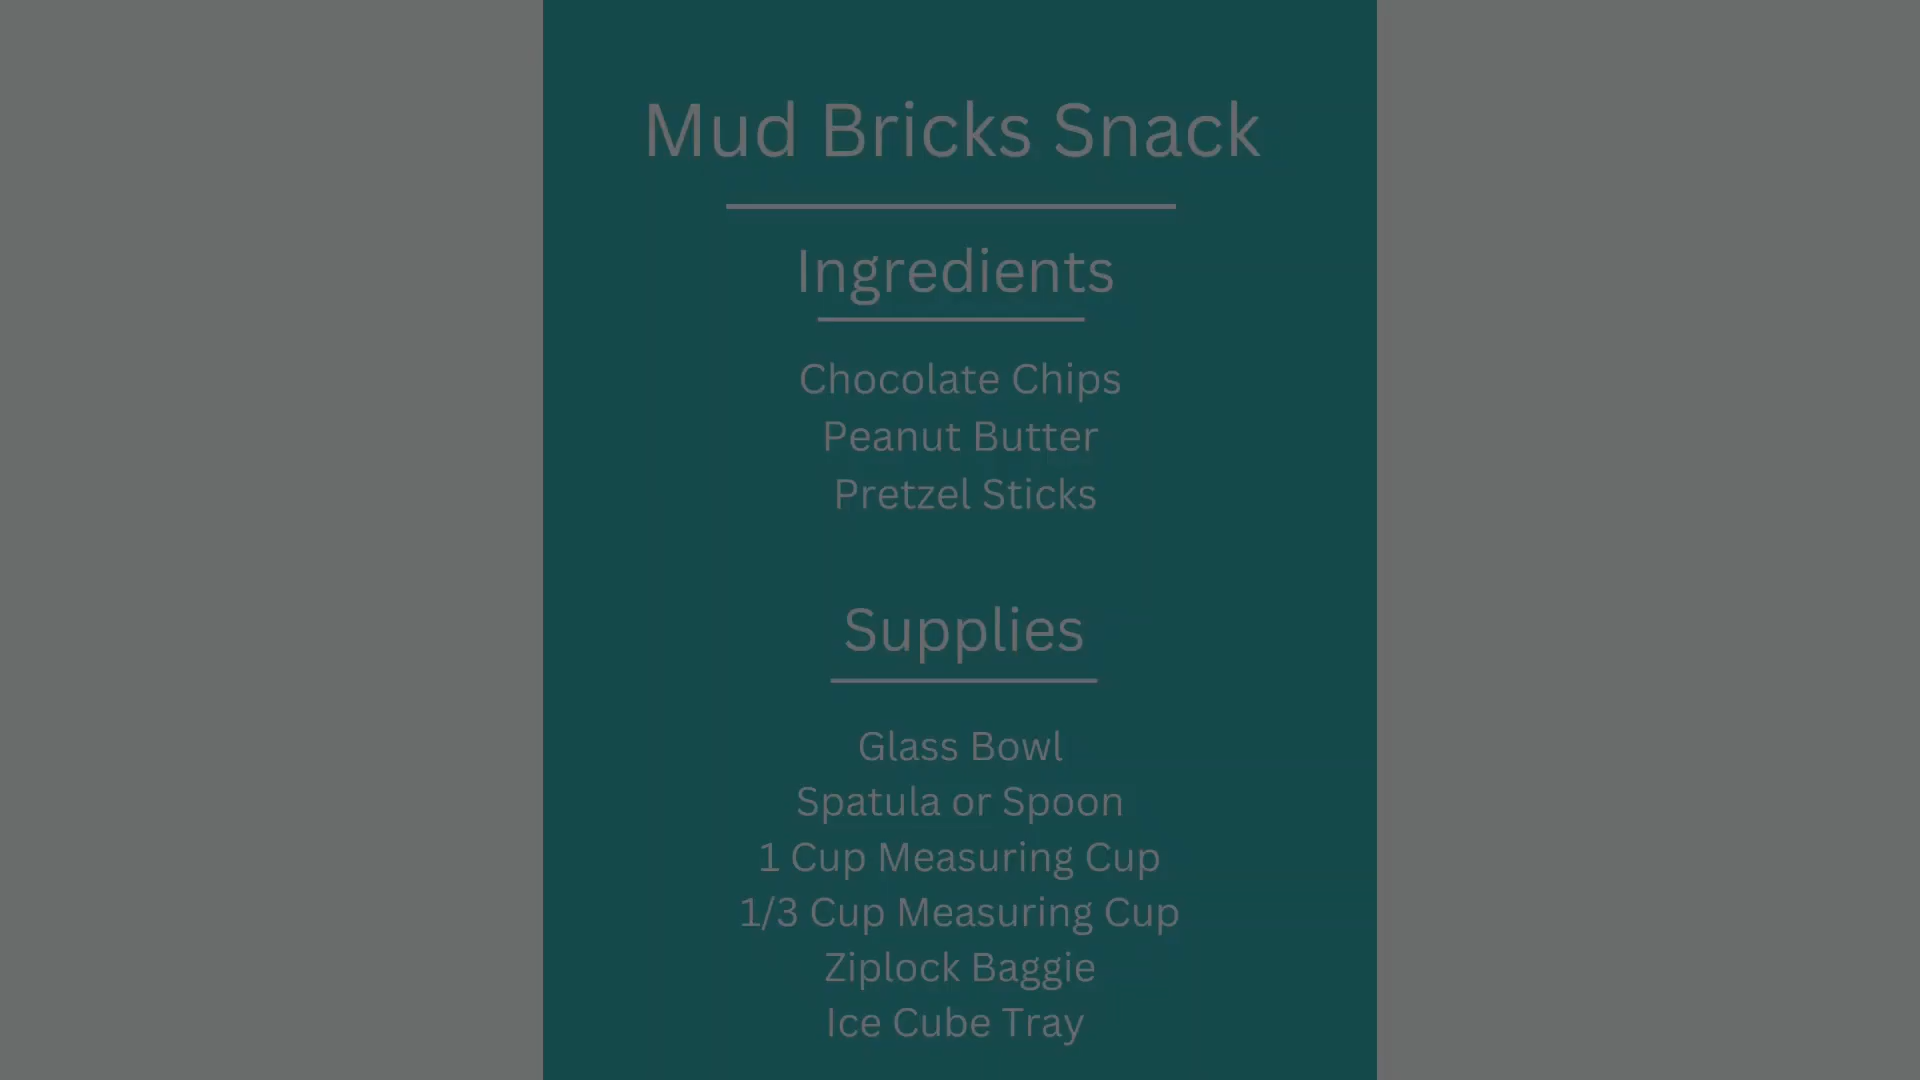 Mud Bricks Snack
Ingredients
Chocolate Chips
Peanut Butter
Pretzel Sticks
Supplies
Glass Bowl
Spatula or Spoon
1 Cup Measuring Cup
1/3 Cup Measuring Cup
Ziplock Baggie
Ice Cube Tray